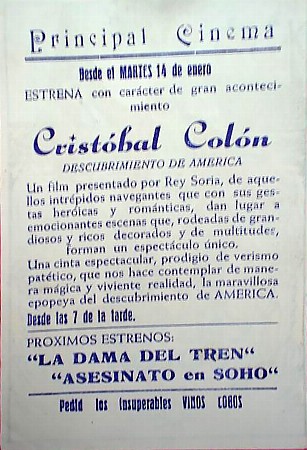 Principal Cinema
Desde el MARTES 14 de enero
ESTRENA con carácter de gran aconteci-
miento
Cristóbal Colón
DESCUBRIMIENTO DE AMERICA
Un film presentado por Rey Soria, de aque-
llos intrépidos navegantes que con sus ges-
tas heróicas y románticas, dan lugar a
emocionantes escenas que, rodeadas de gran-
diosos y ricos decorados y de multitudes,
forman un espectáculo único.
Una cinta espectacular, prodigio de verismo
patético, que nos hace contemplar de mane-
ra mágica y viviente realidad, la maravillosa
epopeya del descubrimiento de AMERICA.
Desde las 7 de la tarde.
PROXIMOS ESTRENOS:
“LA DAMA DEL TREN“
“ASESINATO en SOHO“
Pedid los insuperables VINOS COBOS